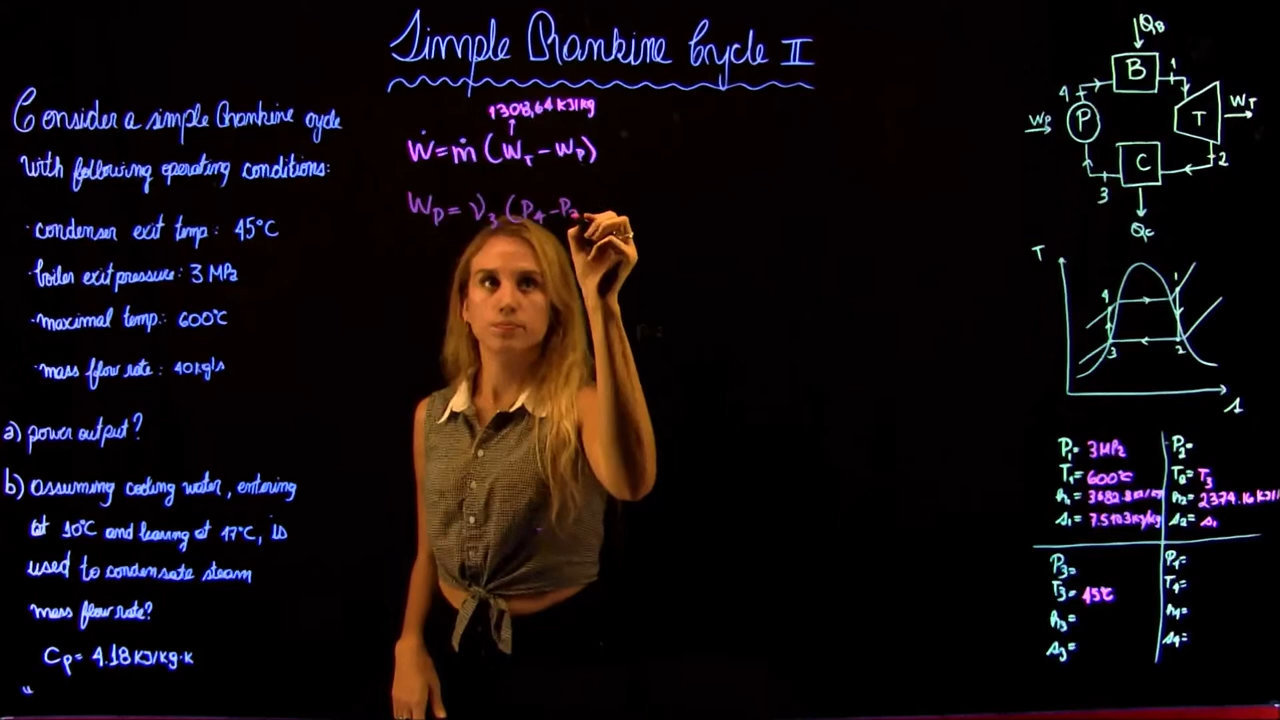 Simple Rankine Cycle II
Consider a simple Rankine cycle
with following operating conditions:
· condenser exit temp: 45°C
· boiler exit pressure: 3 MPa
· maximal temp.: 600°C
· mass flow rate: 40 kg/s
a) power output?
b) assuming cooling water, entering
at 10°C and leaving at 17°C, is
used to condensate steam
mass flow rate?
Cp = 4.18 KJ/Kg·K
1308,64 KJ/Kg
Ẇ = ṁ (WT - WP)
WP = ν3 (P4 - P3
QB
B
1
4
WP
P
T
WT
C
2
3
QC
T
1
4
3
2
s
P1 = 3 MPa
T1 = 600°C
h1 = 3682.8
s1 = 7.5103 KJ/Kg
P2 =
T2 = T3
h2 = 2374.16 KJ/
s2 = s1
P3 =
T3 = 45°C
h3 =
s3 =
P4 =
T4 =
h4 =
s4 =